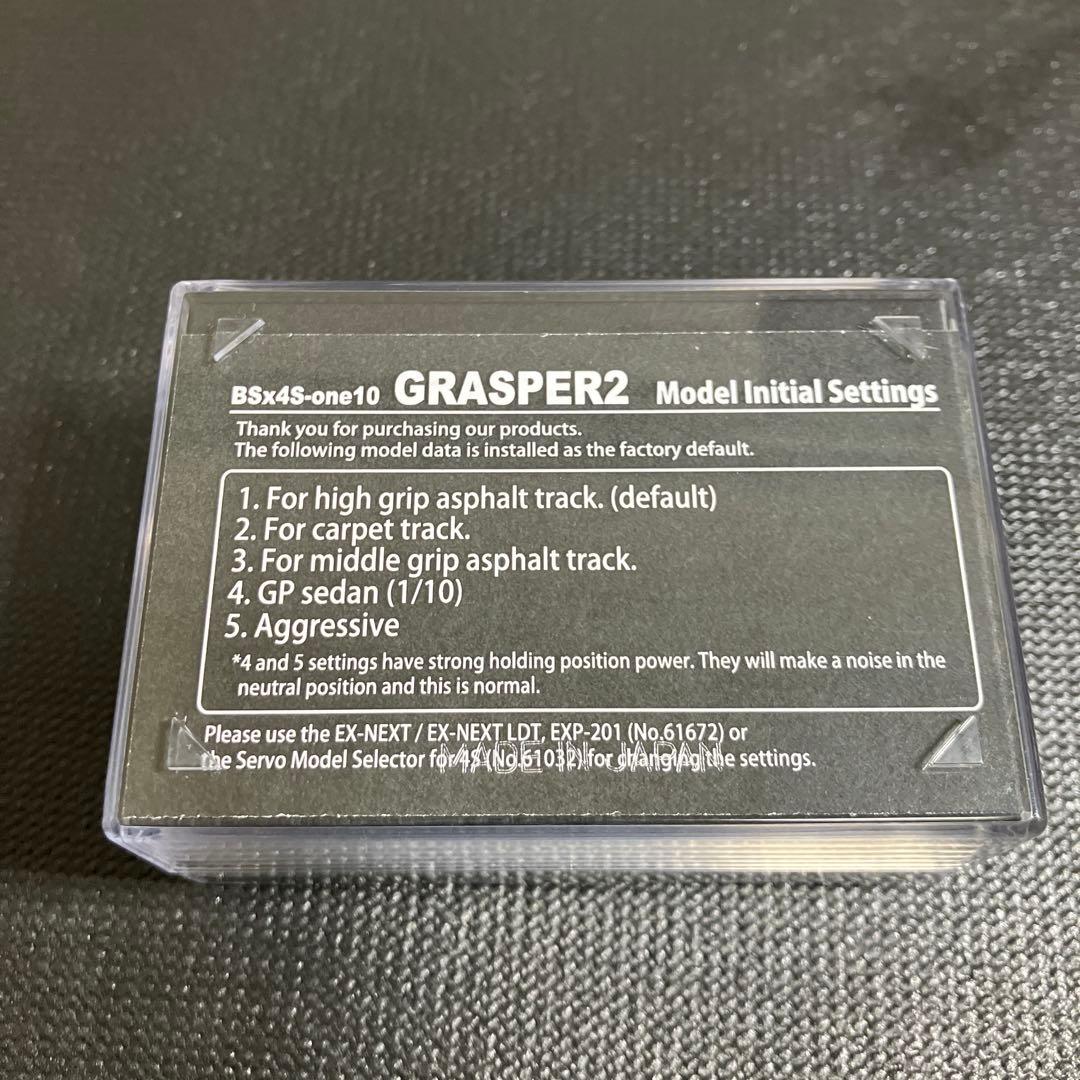 BSx4S-one10 GRASPER2 Model Initial Settings
Thank you for purchasing our products.
The following model data is installed as the factory default.
1. For high grip asphalt track. (default)
2. For carpet track.
3. For middle grip asphalt track.
4. GP sedan (1/10)
5. Aggressive
*4 and 5 settings have strong holding position power. They will make a noise in the
neutral position and this is normal.
Please use the EX-NEXT / EX-NEXT LDT, EXP-201 (No.61672) or
the Servo Model Selector for 4S (No.61032) for changing the settings.
MADE IN JAPAN